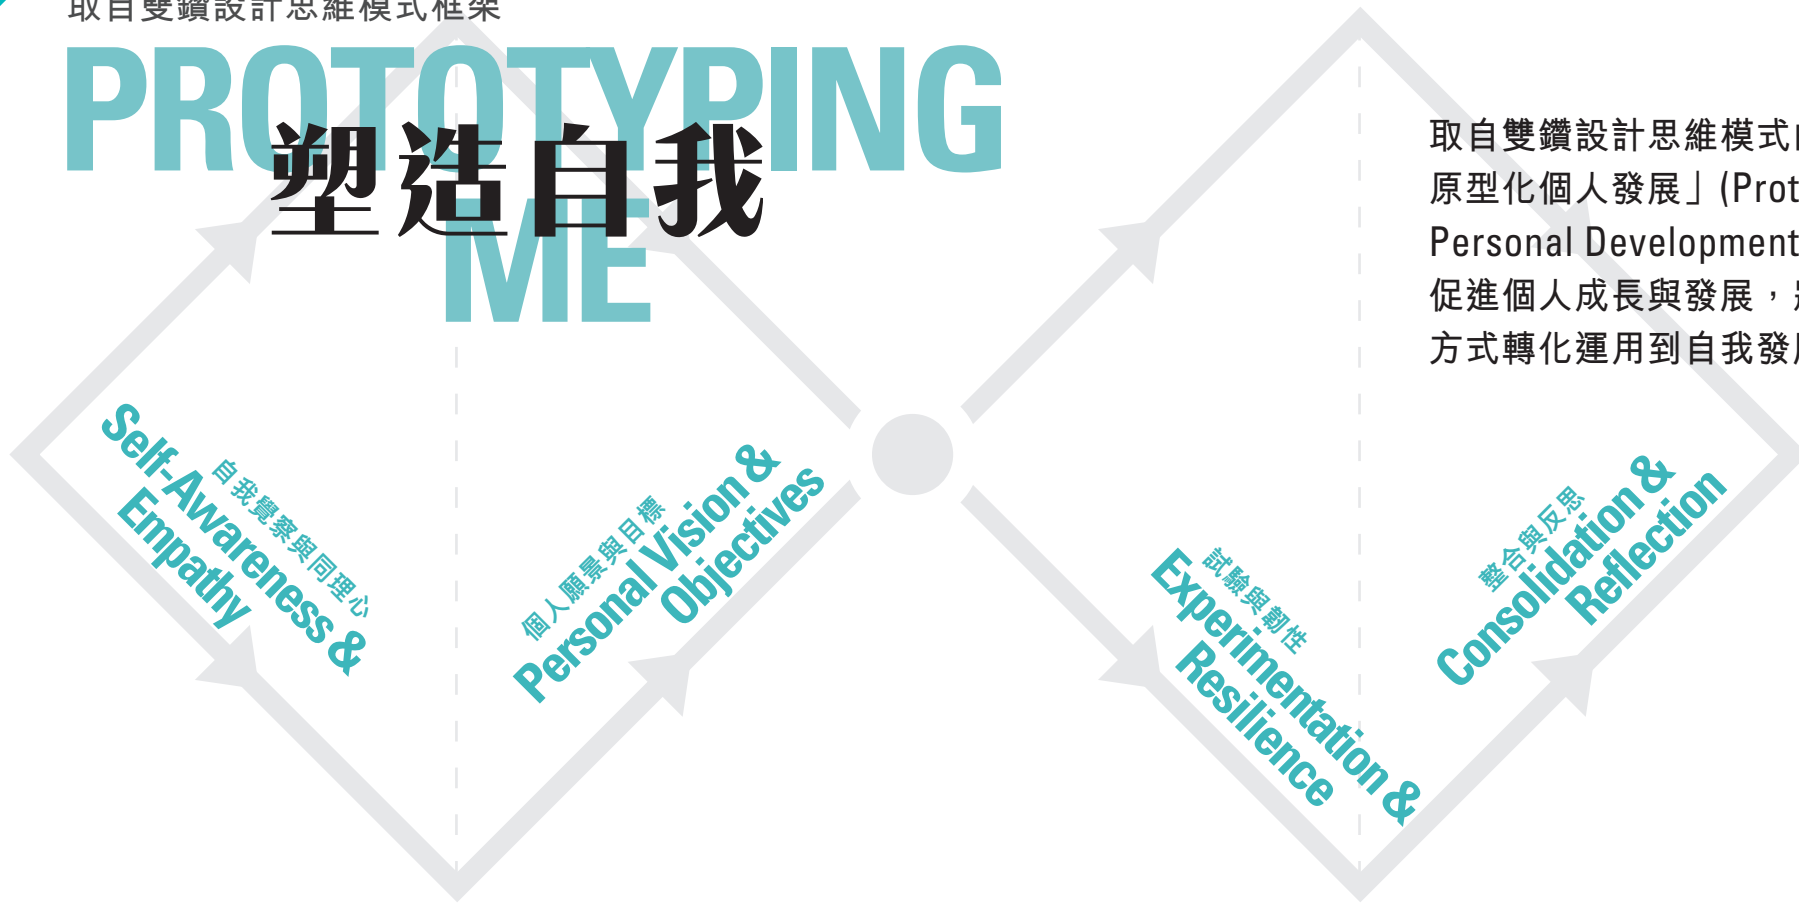 取自雙鑽設計思維模式框架
PROTOTYPING
塑造自我
ME
取自雙鑽設計思維模式
原型化個人發展」(Prot
Personal Development
促進個人成長與發展，
方式轉化運用到自我發
自我覺察與同理心
Self-Awareness &
Empathy
個人願景與目標
Personal Vision &
Objectives
試驗與韌性
Experimentation &
Resilience
整合與反思
Consolidation &
Reflection